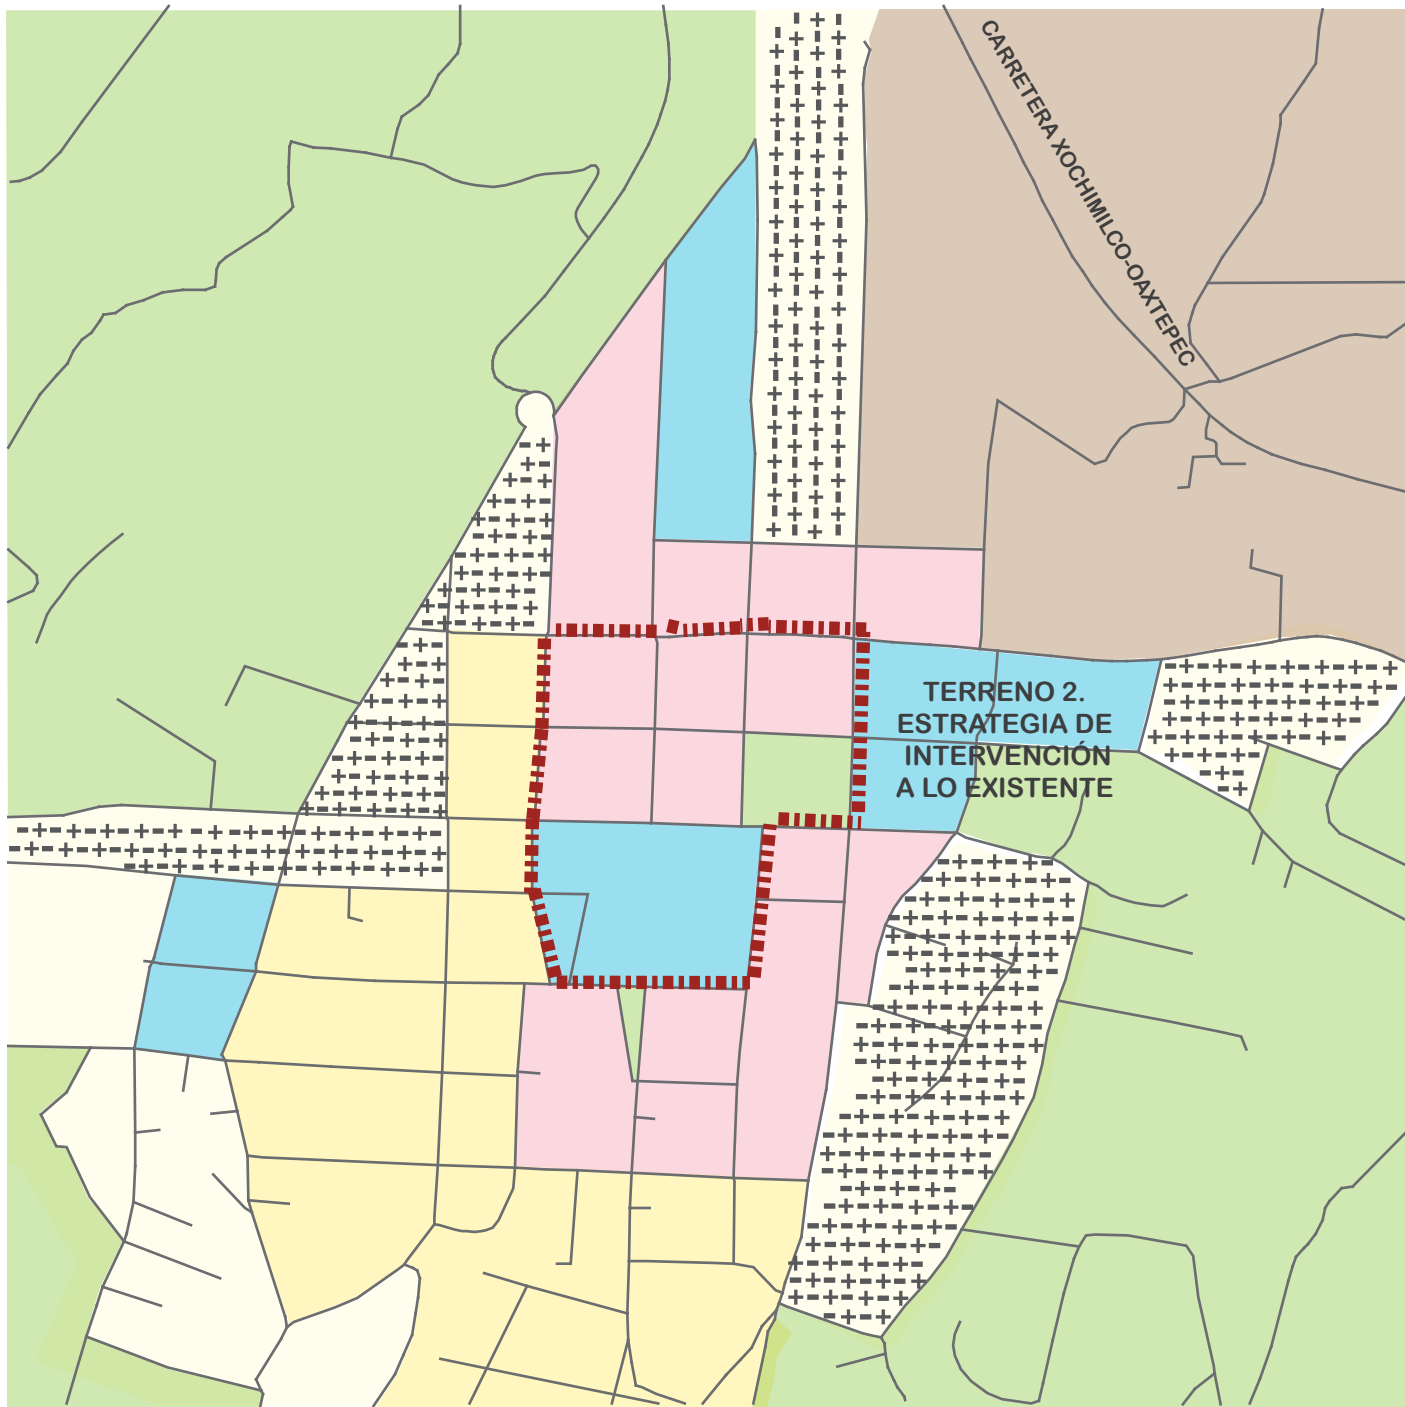 CARRETERA XOCHIMILCO-OAXTEPEC
TERRENO 2.
ESTRATEGIA DE
INTERVENCIÓN
A LO EXISTENTE